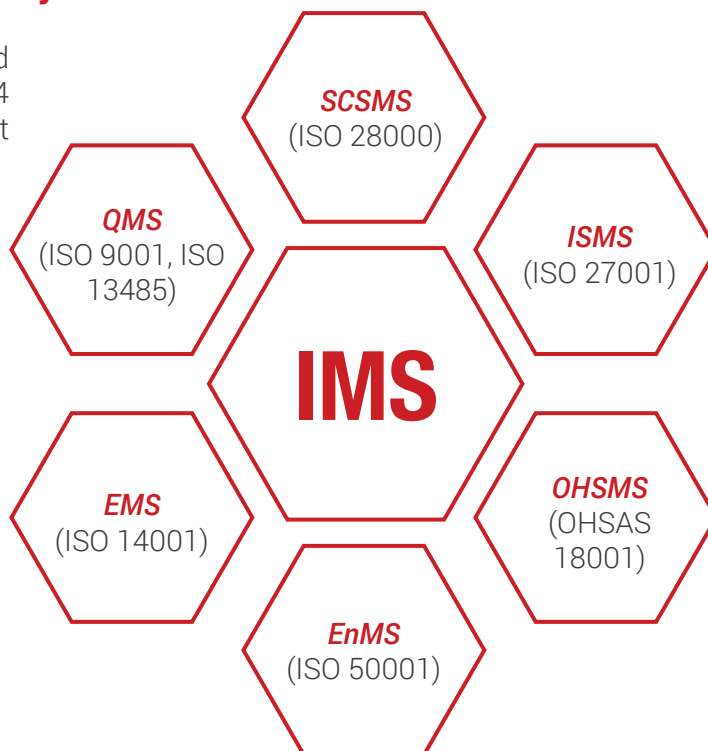 y
d
4
t
SCSMS
(ISO 28000)
QMS
(ISO 9001, ISO
13485)
ISMS
(ISO 27001)
IMS
EMS
(ISO 14001)
OHSMS
(OHSAS
18001)
EnMS
(ISO 50001)